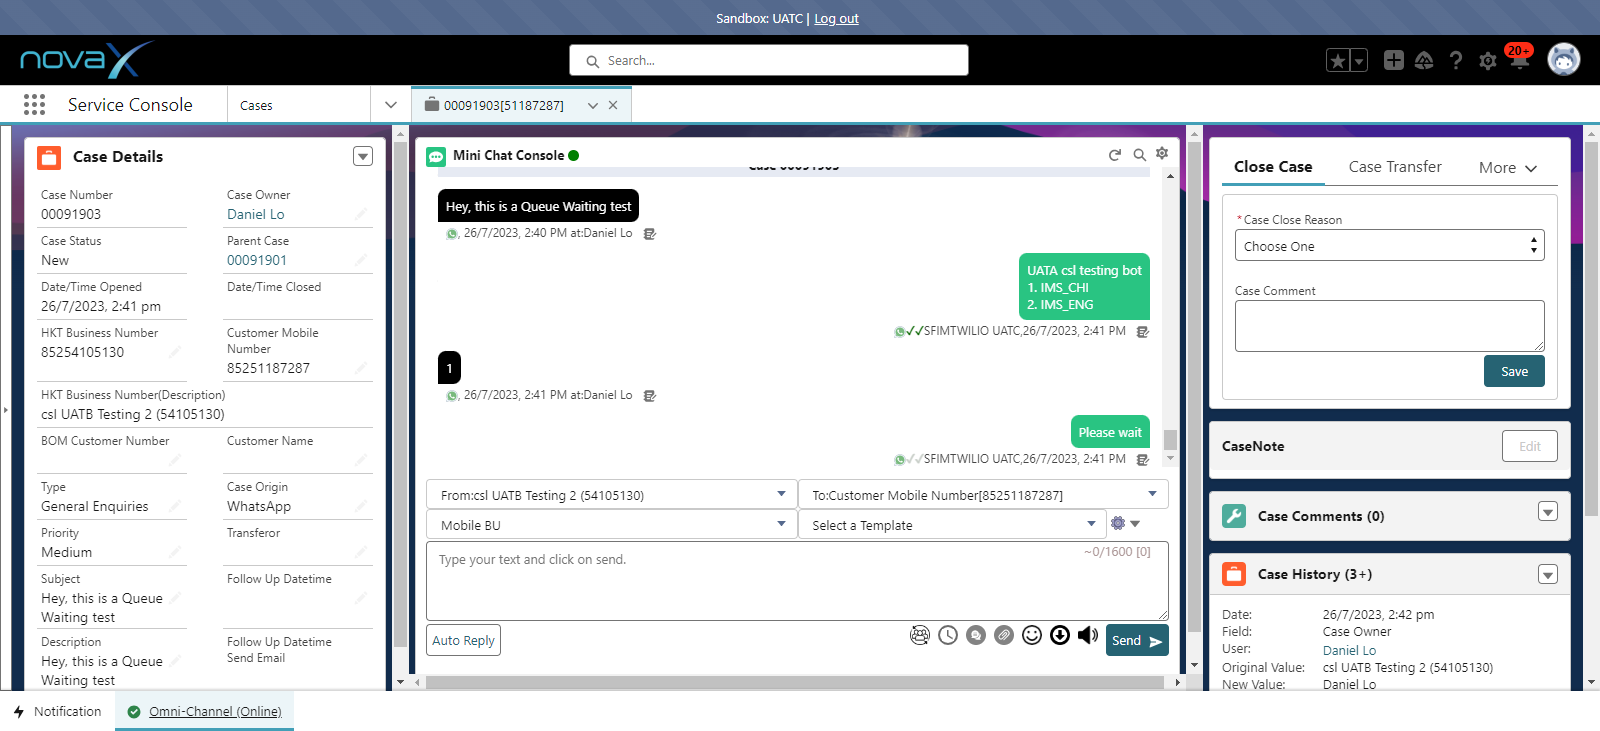 Sandbox: UATC | Log out
novaX
Search...
20+
Service Console
Cases
00091903[51187287]
Case Details
Case Number
00091903
Case Owner
Daniel Lo
Case Status
New
Parent Case
00091901
Date/Time Opened
26/7/2023, 2:41 pm
Date/Time Closed
HKT Business Number
85254105130
Customer Mobile
Number
85251187287
HKT Business Number(Description)
csl UATB Testing 2 (54105130)
BOM Customer Number
Customer Name
Type
General Enquiries
Case Origin
WhatsApp
Priority
Medium
Transferor
Subject
Hey, this is a Queue
Waiting test
Follow Up Datetime
Description
Hey, this is a Queue
Waiting test
Follow Up Datetime
Send Email
Mini Chat Console
Case 00091903
Hey, this is a Queue Waiting test
, 26/7/2023, 2:40 PM at:Daniel Lo
UATA csl testing bot
1. IMS_CHI
2. IMS_ENG
SFIMTWILIO UATC,26/7/2023, 2:41 PM
1
, 26/7/2023, 2:41 PM at:Daniel Lo
Please wait
SFIMTWILIO UATC,26/7/2023, 2:41 PM
From:csl UATB Testing 2 (54105130)
To:Customer Mobile Number[85251187287]
Mobile BU
Select a Template
Type your text and click on send.
~0/1600 [0]
Auto Reply
Send
Close Case
Case Transfer
More
*Case Close Reason
Choose One
Case Comment
Save
CaseNote
Edit
Case Comments (0)
Case History (3+)
Date: 26/7/2023, 2:42 pm
Field: Case Owner
User: Daniel Lo
Original Value: csl UATB Testing 2 (54105130)
New Value: Daniel Lo
Notification
Omni-Channel (Online)